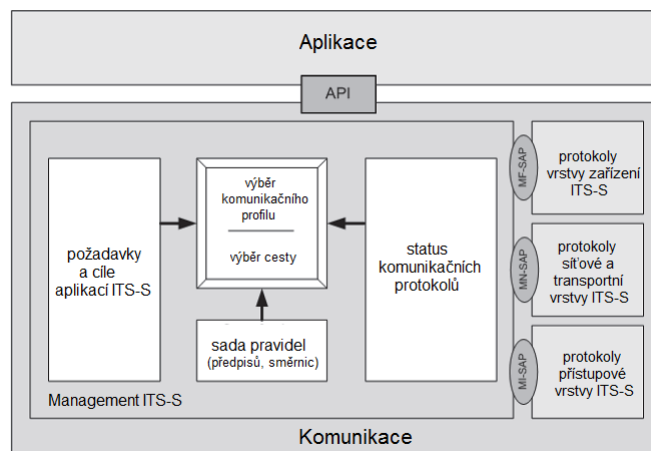 Aplikace
API
požadavky
a cíle
aplikací ITS-S
výběr
komunikačního
profilu
výběr cesty
sada pravidel
(předpisů, směrnic)
status
komunikačních
protokolů
Management ITS-S
MF-SAP
protokoly
vrstvy zařízení
ITS-S
MN-SAP
protokoly
síťové a
transportní
vrstvy ITS-S
MI-SAP
protokoly
přístupové
vrstvy ITS-S
Komunikace